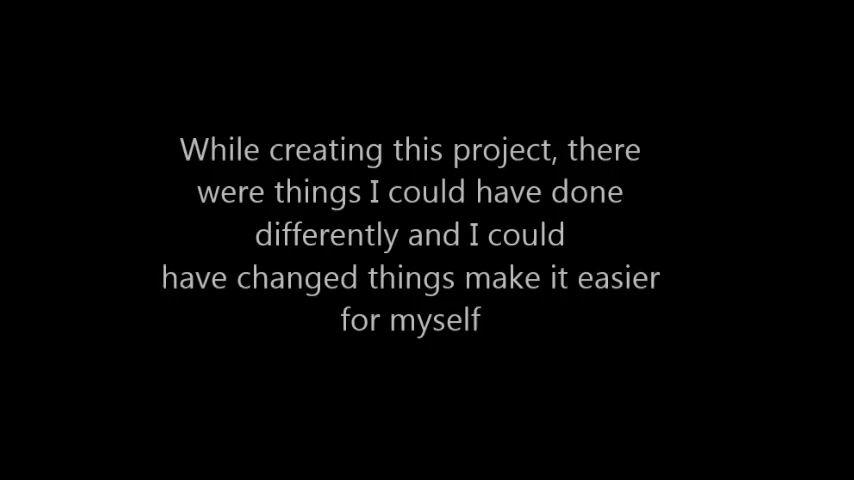 While creating this project, there
were things I could have done
differently and I could
have changed things make it easier
for myself